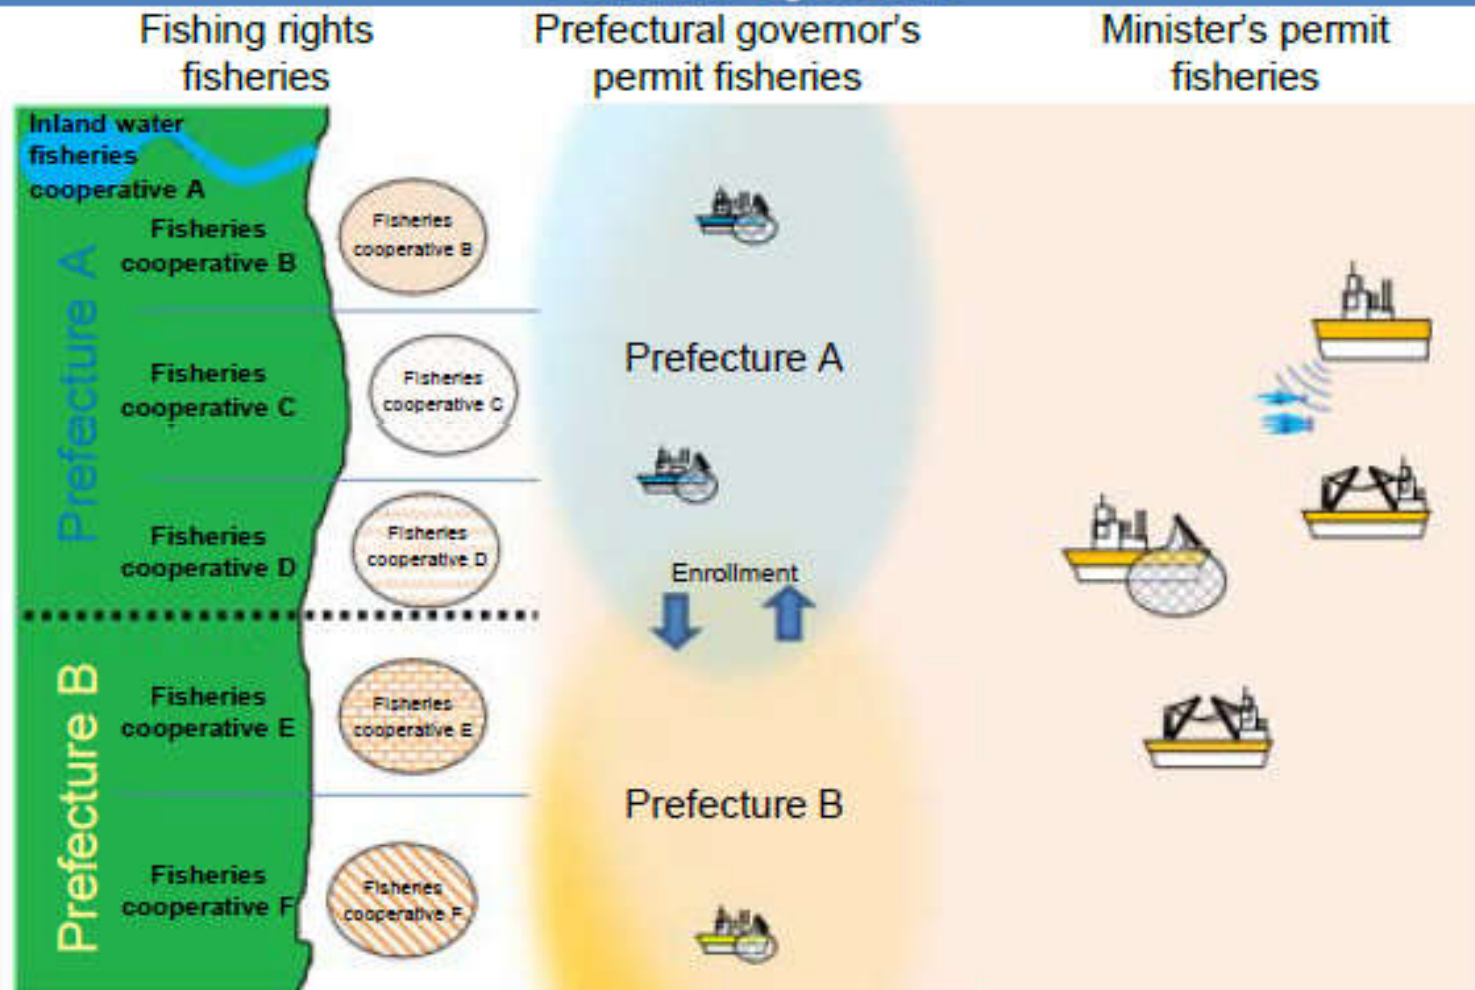 Fishing rights
fisheries
Prefectural governor's
permit fisheries
Minister's permit
fisheries
Inland water
fisheries
cooperative A
Prefecture A
Fisheries
cooperative B
Fisheries
cooperative B
Fisheries
cooperative C
Fisheries
cooperative C
Prefecture A
Fisheries
cooperative D
Fisheries
cooperative D
Enrollment
Prefecture B
Fisheries
cooperative E
Fisheries
cooperative E
Prefecture B
Fisheries
cooperative F
Fisheries
cooperative F